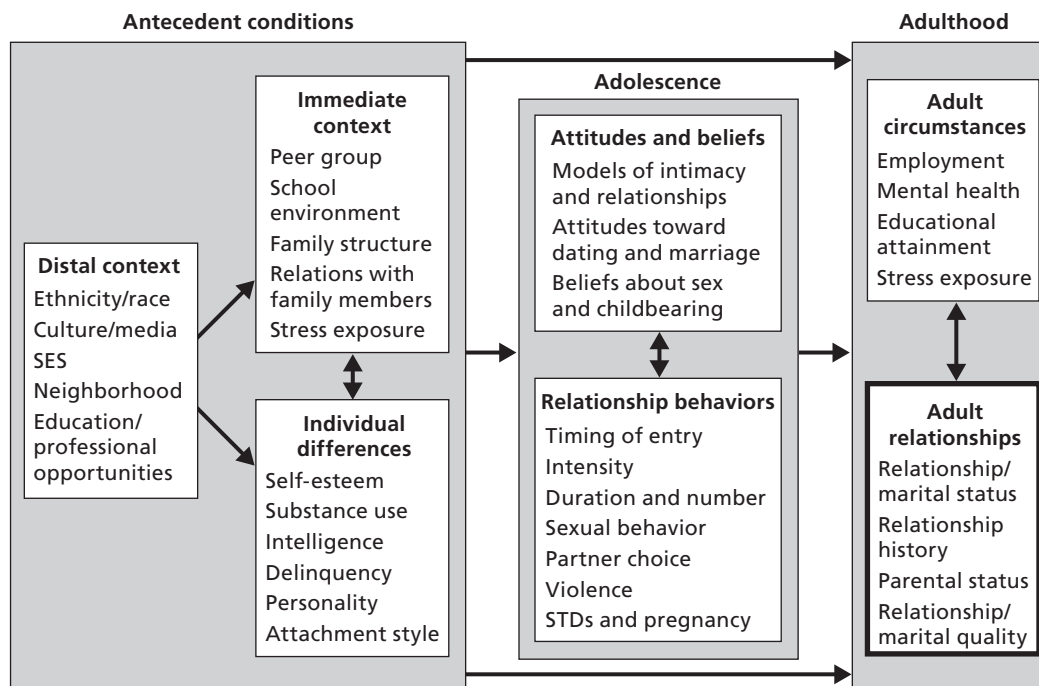 Antecedent conditions
Distal context
Ethnicity/race
Culture/media
SES
Neighborhood
Education/
professional
opportunities
Immediate
context
Peer group
School
environment
Family structure
Relations with
family members
Stress exposure
Individual
differences
Self-esteem
Substance use
Intelligence
Delinquency
Personality
Attachment style
Adolescence
Attitudes and beliefs
Models of intimacy
and relationships
Attitudes toward
dating and marriage
Beliefs about sex
and childbearing
Relationship behaviors
Timing of entry
Intensity
Duration and number
Sexual behavior
Partner choice
Violence
STDs and pregnancy
Adulthood
Adult
circumstances
Employment
Mental health
Educational
attainment
Stress exposure
Adult
relationships
Relationship/
marital status
Relationship
history
Parental status
Relationship/
marital quality